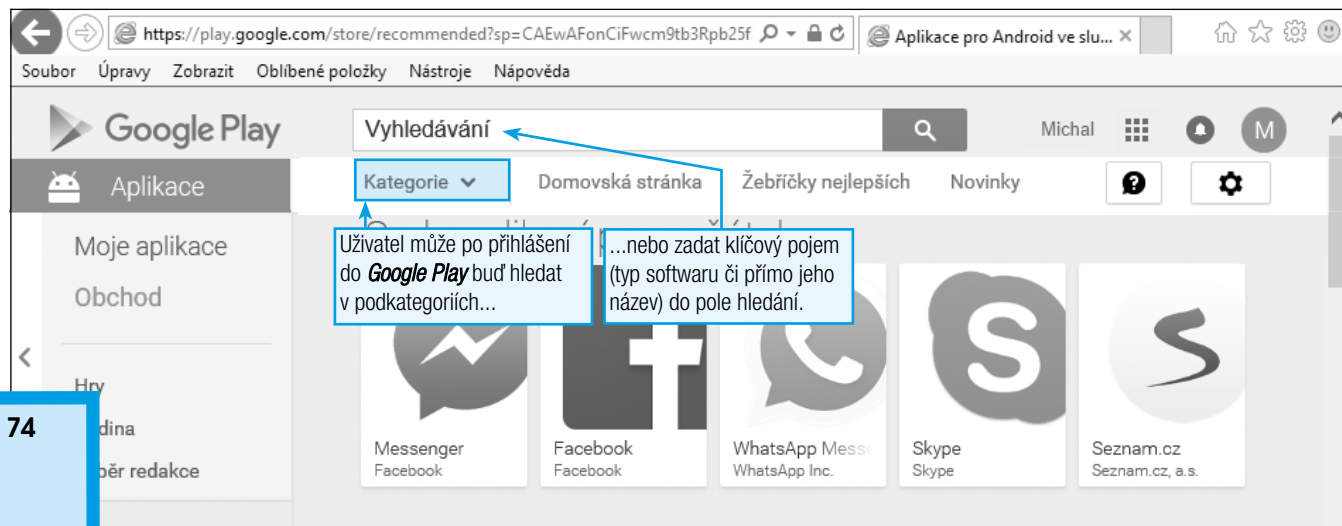 https://play.google.com/store/recommended?sp=CAEwAFonCiFwcm9tb3Rpb25f
Aplikace pro Android ve slu...
Soubor Úpravy Zobrazit Oblíbené položky Nástroje Nápověda
Google Play
Vyhledávání
Michal
M
Aplikace
Kategorie
Domovská stránka
Žebříčky nejlepších
Novinky
Moje aplikace
Obchod
Uživatel může po přihlášení
do Google Play buď hledat
v podkategoriích...
...nebo zadat klíčový pojem
(typ softwaru či přímo jeho
název) do pole hledání.
Hry
74
dina
běr redakce
Messenger
Facebook
Facebook
Facebook
WhatsApp Messe
WhatsApp Inc.
Skype
Skype
Seznam.cz
Seznam.cz, a.s.